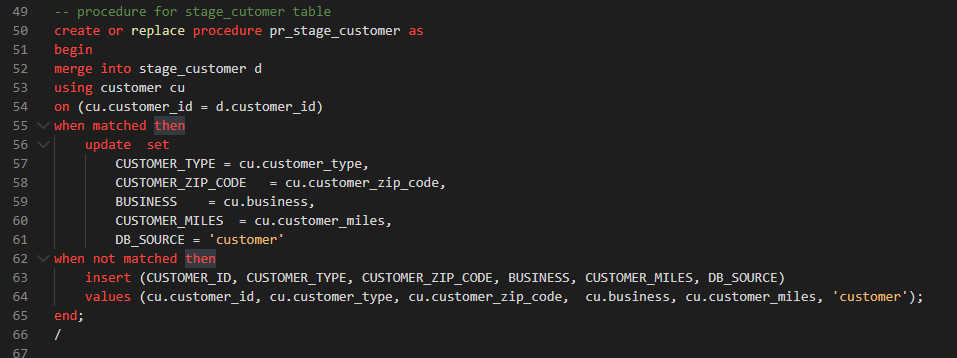 49 -- procedure for stage_cutomer table
50 create or replace procedure pr_stage_customer as
51 begin
52 merge into stage_customer d
53 using customer cu
54 on (cu.customer_id = d.customer_id)
55 when matched then
56     update  set
57         CUSTOMER_TYPE = cu.customer_type,
58         CUSTOMER_ZIP_CODE   = cu.customer_zip_code,
59         BUSINESS    = cu.business,
60         CUSTOMER_MILES  = cu.customer_miles,
61         DB_SOURCE = 'customer'
62 when not matched then
63     insert (CUSTOMER_ID, CUSTOMER_TYPE, CUSTOMER_ZIP_CODE, BUSINESS, CUSTOMER_MILES, DB_SOURCE)
64     values (cu.customer_id, cu.customer_type, cu.customer_zip_code,  cu.business, cu.customer_miles, 'customer');
65 end;
66 /
67